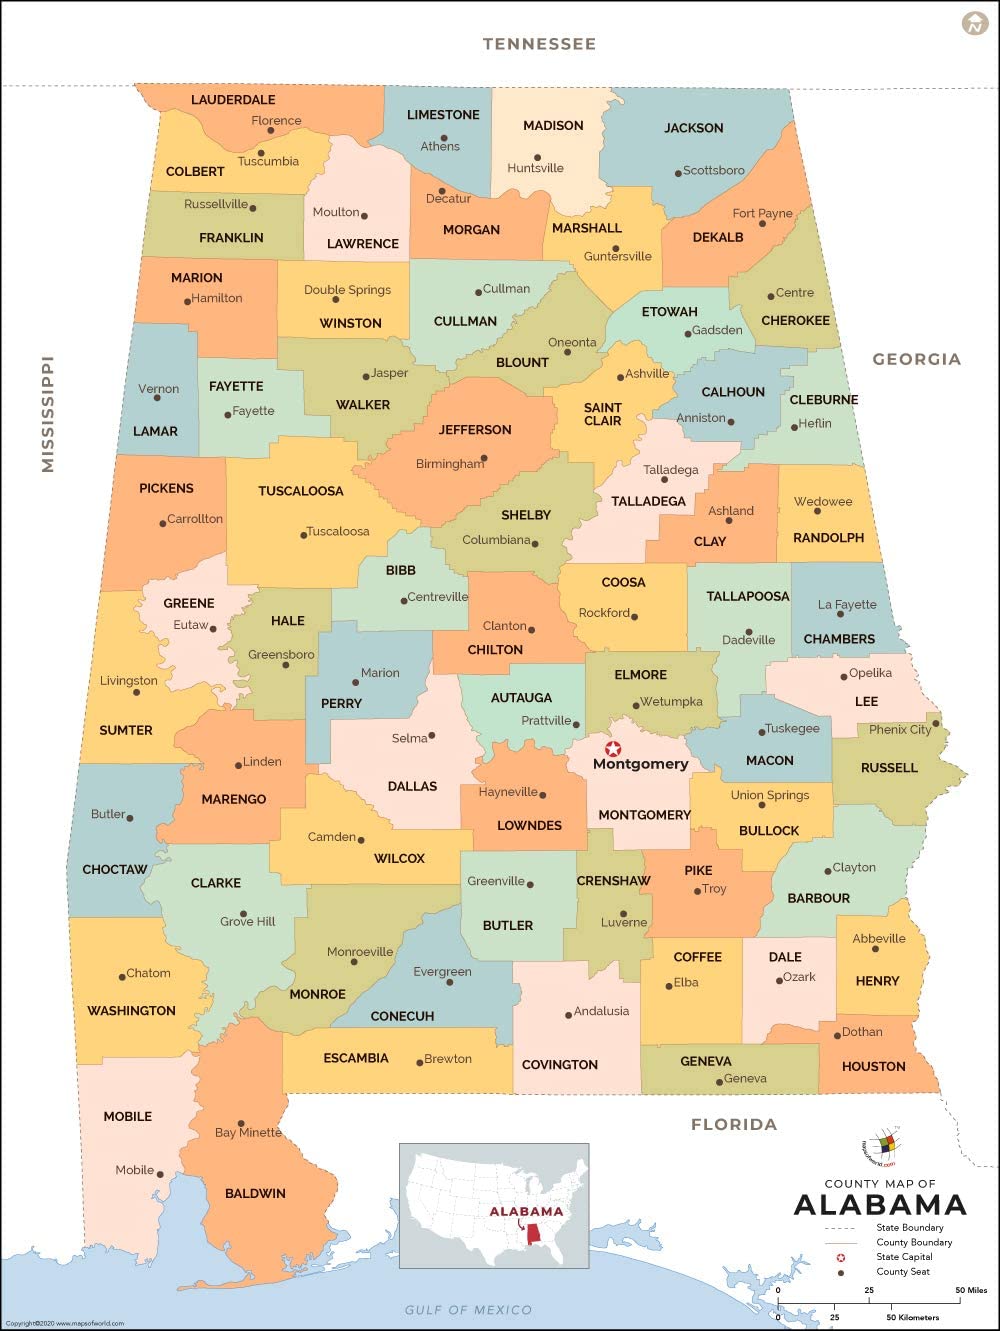 N
TENNESSEE
LAUDERDALE
Florence
LIMESTONE
Athens
MADISON
Huntsville
JACKSON
Scottsboro
COLBERT
Tuscumbia
Russellville
FRANKLIN
Moulton
LAWRENCE
Decatur
MORGAN
MARSHALL
Guntersville
Fort Payne
DEKALB
MARION
Hamilton
Double Springs
WINSTON
Cullman
CULLMAN
Oneonta
BLOUNT
ETOWAH
Gadsden
Centre
CHEROKEE
GEORGIA
MISSISSIPPI
Vernon
LAMAR
FAYETTE
Fayette
Jasper
WALKER
JEFFERSON
Birmingham
Ashville
SAINT
CLAIR
CALHOUN
Anniston
CLEBURNE
Heflin
PICKENS
Carrollton
TUSCALOOSA
Tuscaloosa
SHELBY
Columbiana
Talladega
TALLADEGA
Ashland
CLAY
Wedowee
RANDOLPH
GREENE
Eutaw
HALE
Greensboro
BIBB
Centreville
Clanton
CHILTON
COOSA
Rockford
TALLAPOOSA
Dadeville
La Fayette
CHAMBERS
Livingston
SUMTER
Marion
PERRY
AUTAUGA
Prattville
ELMORE
Wetumpka
Opelika
LEE
Phenix City
RUSSELL
Linden
MARENGO
Selma
DALLAS
Hayneville
LOWNDES
Montgomery
MONTGOMERY
Tuskegee
MACON
Union Springs
BULLOCK
Butler
CHOCTAW
Camden
WILCOX
CLARKE
Grove Hill
Greenville
BUTLER
CRENSHAW
Luverne
PIKE
Troy
Clayton
BARBOUR
Chatom
WASHINGTON
Monroeville
MONROE
Evergreen
CONECUH
Andalusia
COVINGTON
COFFEE
Elba
DALE
Ozark
Abbeville
HENRY
ESCAMBIA
Brewton
GENEVA
Geneva
Dothan
HOUSTON
MOBILE
Mobile
Bay Minette
BALDWIN
FLORIDA
ALABAMA
mapsofworld.com
TM
COUNTY MAP OF
ALABAMA
State Boundary
County Boundary
State Capital
County Seat
0 25 50 Miles
0 25 50 Kilometers
GULF OF MEXICO
Copyright©2020 www.mapsofworld.com